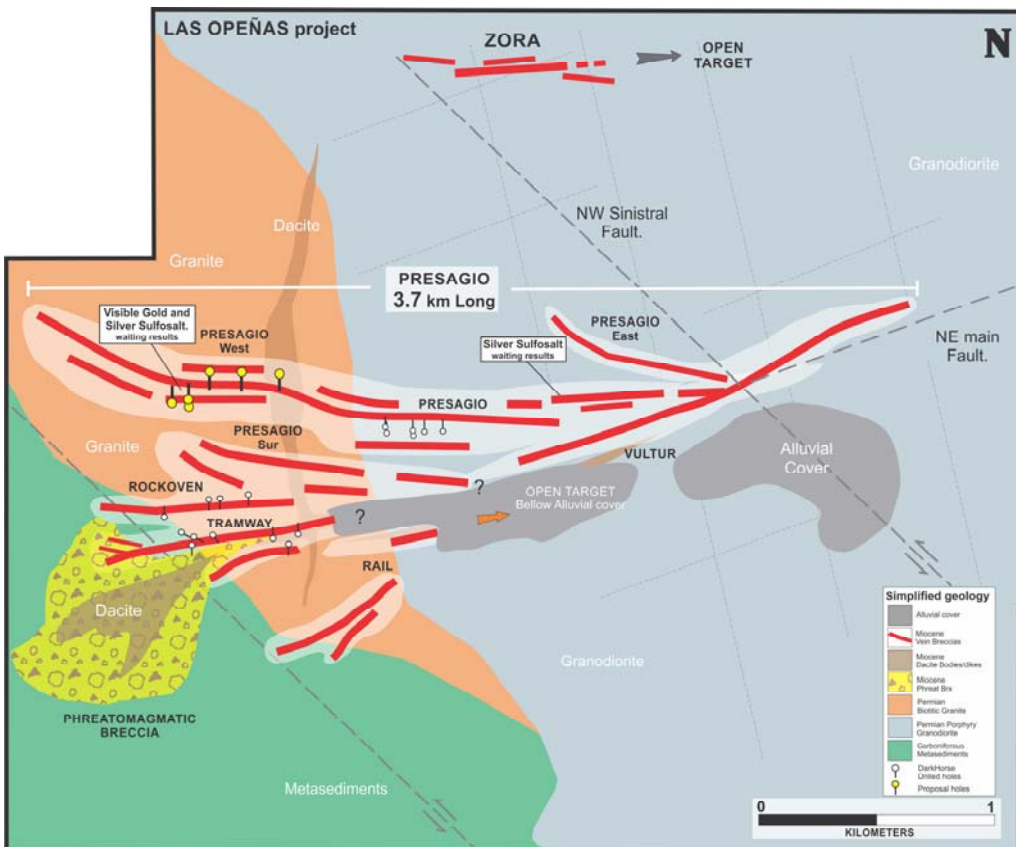 LAS OPEÑAS project
ZORA
OPEN
TARGET
N
Granodiorite
Dacite
NW Sinistral
Fault.
Granite
PRESAGIO
3.7 km Long
Visible Gold and
Silver Sulfosalt.
waiting results
PRESAGIO
West
Silver Sulfosalt
waiting results
PRESAGIO
East
NE main
Fault.
PRESAGIO
Granite
PRESAGIO
Sur
VULTUR
Alluvial
Cover
ROCKOVEN
?
OPEN TARGET
Bellow Alluvial cover
?
TRAMWAY
RAIL
Dacite
Granodiorite
PHREATOMAGMATIC
BRECCIA
Metasediments
Simplified geology
Alluvial cover
Miocene
Vein Breccias
Miocene
Dacite Bodies/dikes
Miocene
Phreat Brx
Permian
Biotitic Granite
Permian Porphyry
Granodiorite
Carboniferous
Metasediments
DarkHorse
United holes
Proposal holes
0 1
KILOMETERS